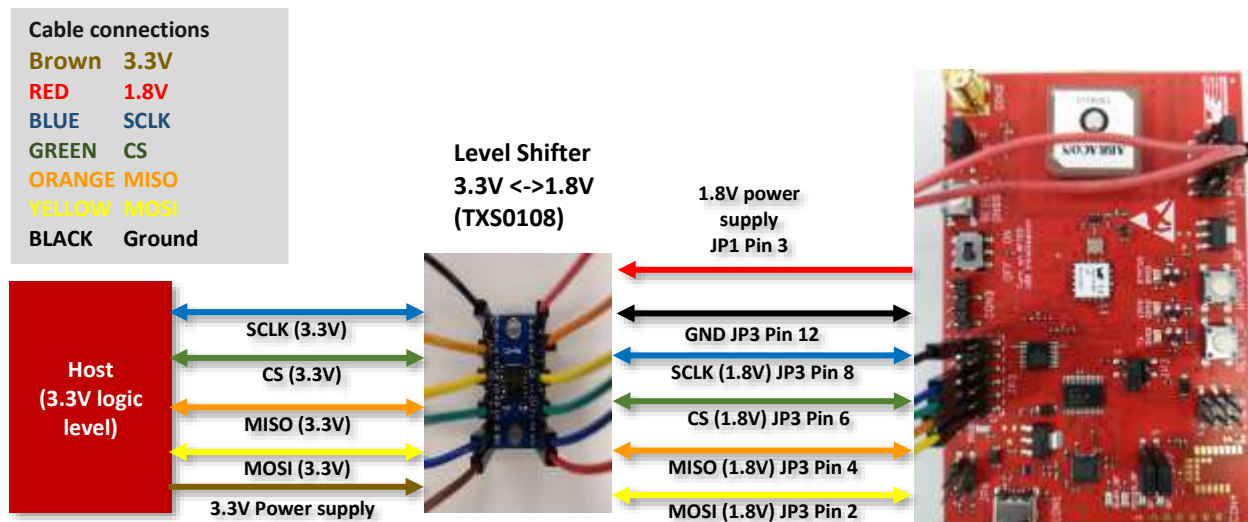 Cable connections
Brown 3.3V
RED 1.8V
BLUE SCLK
GREEN CS
ORANGE MISO
YELLOW MOSI
BLACK Ground
Level Shifter
3.3V <->1.8V
(TXS0108)
1.8V power
supply
JP1 Pin 3
Host
(3.3V logic
level)
SCLK (3.3V)
CS (3.3V)
MISO (3.3V)
MOSI (3.3V)
3.3V Power supply
GND JP3 Pin 12
SCLK (1.8V) JP3 Pin 8
CS (1.8V) JP3 Pin 6
MISO (1.8V) JP3 Pin 4
MOSI (1.8V) JP3 Pin 2
ABRACON
OFF ON
JP3